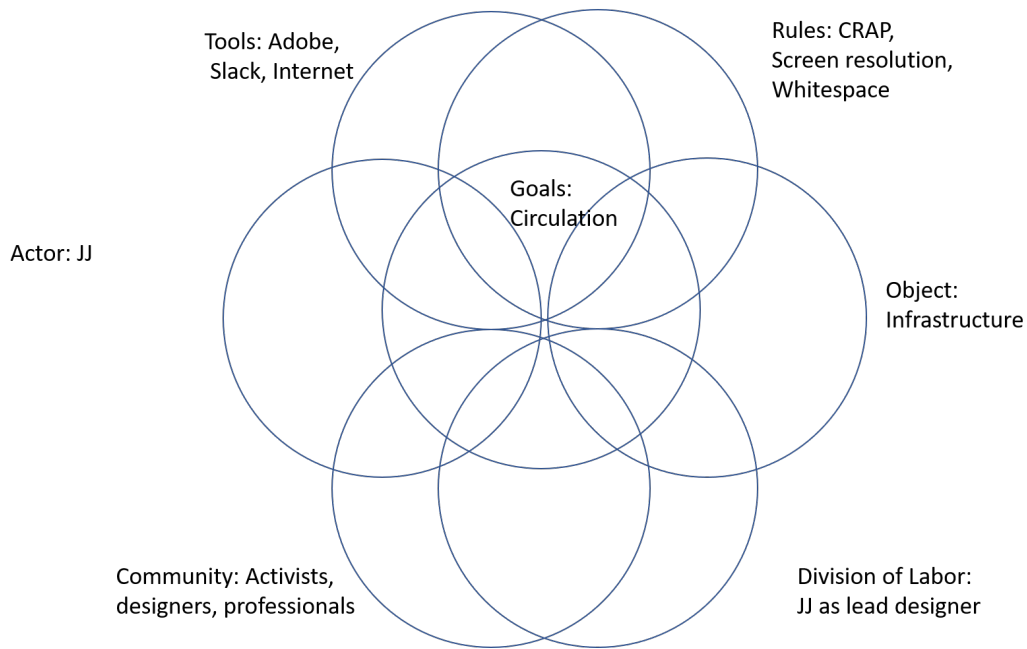 Tools: Adobe,
Slack, Internet
Rules: CRAP,
Screen resolution,
Whitespace
Goals:
Circulation
Actor: JJ
Object:
Infrastructure
Community: Activists,
designers, professionals
Division of Labor:
JJ as lead designer